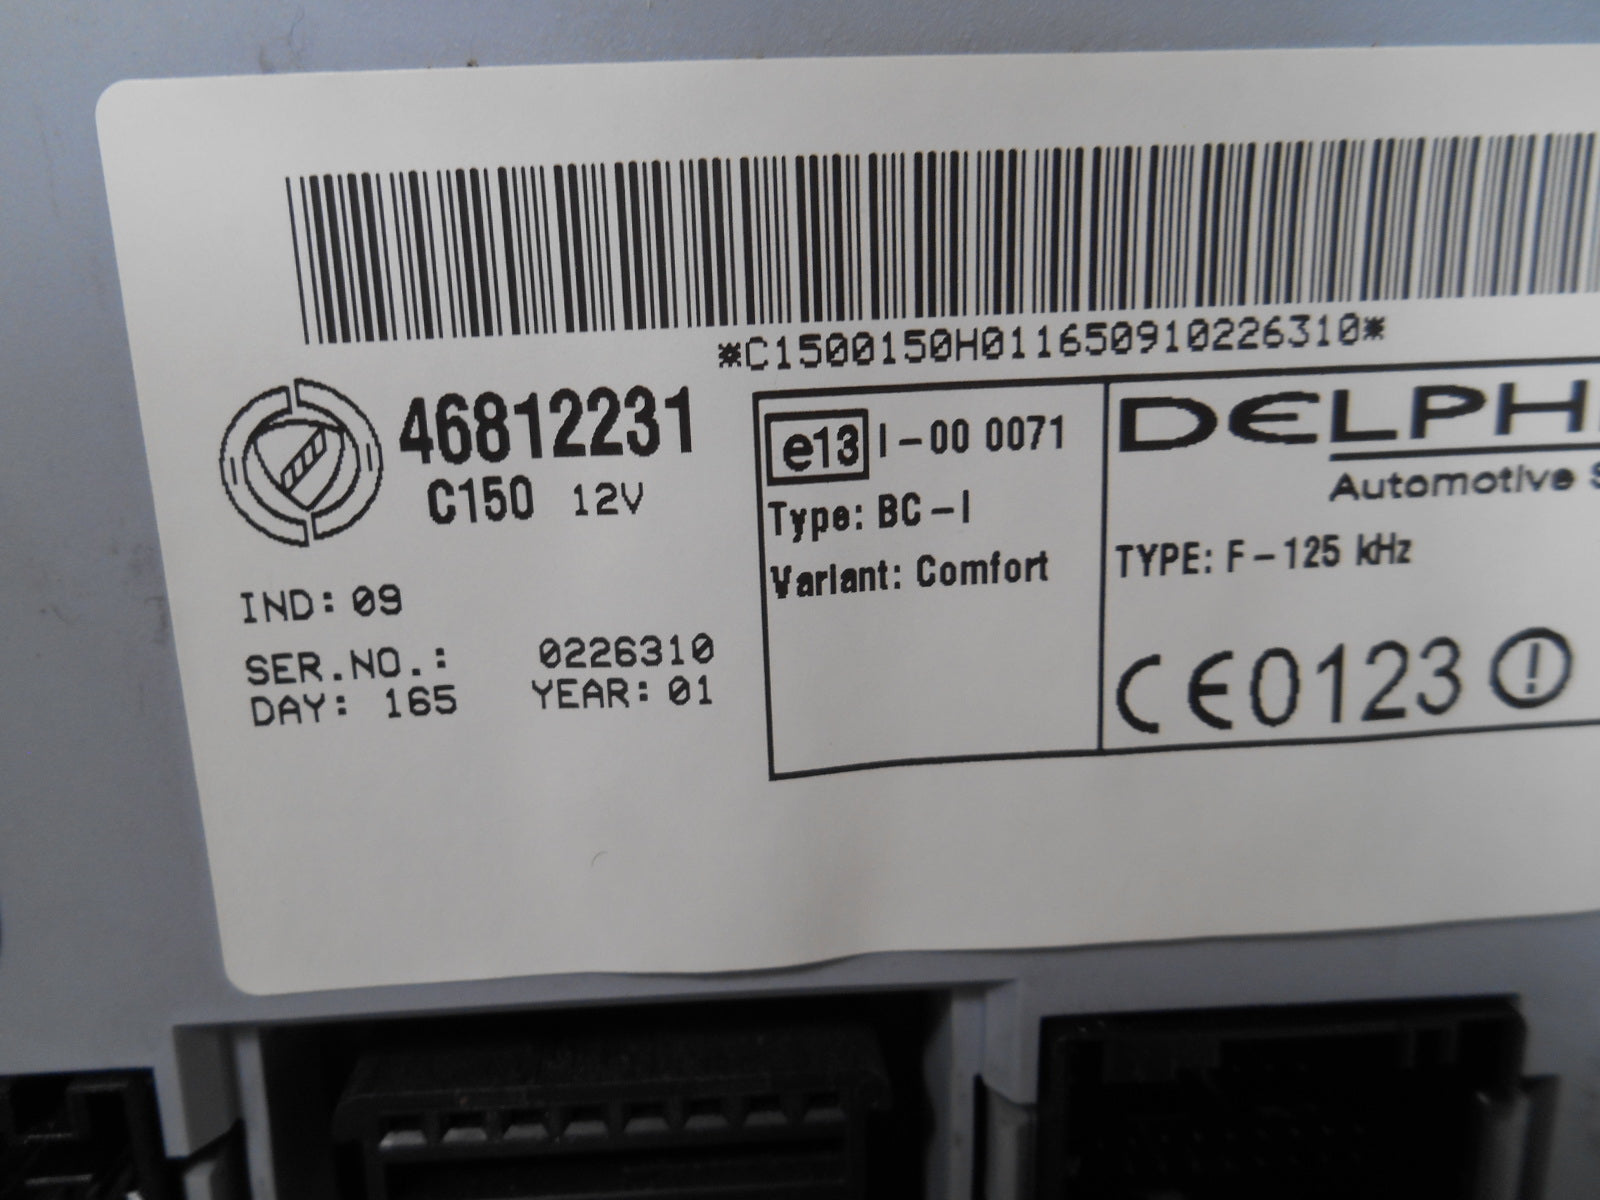 *C1500150H011650910226310*
46812231
C150 12V
IND: 09
SER.NO.: 0226310
DAY: 165 YEAR: 01
e13 I-00 0071
Type: BC-I
Variant: Comfort
DELPH
Automotive S
TYPE: F-125 kHz
CE0123